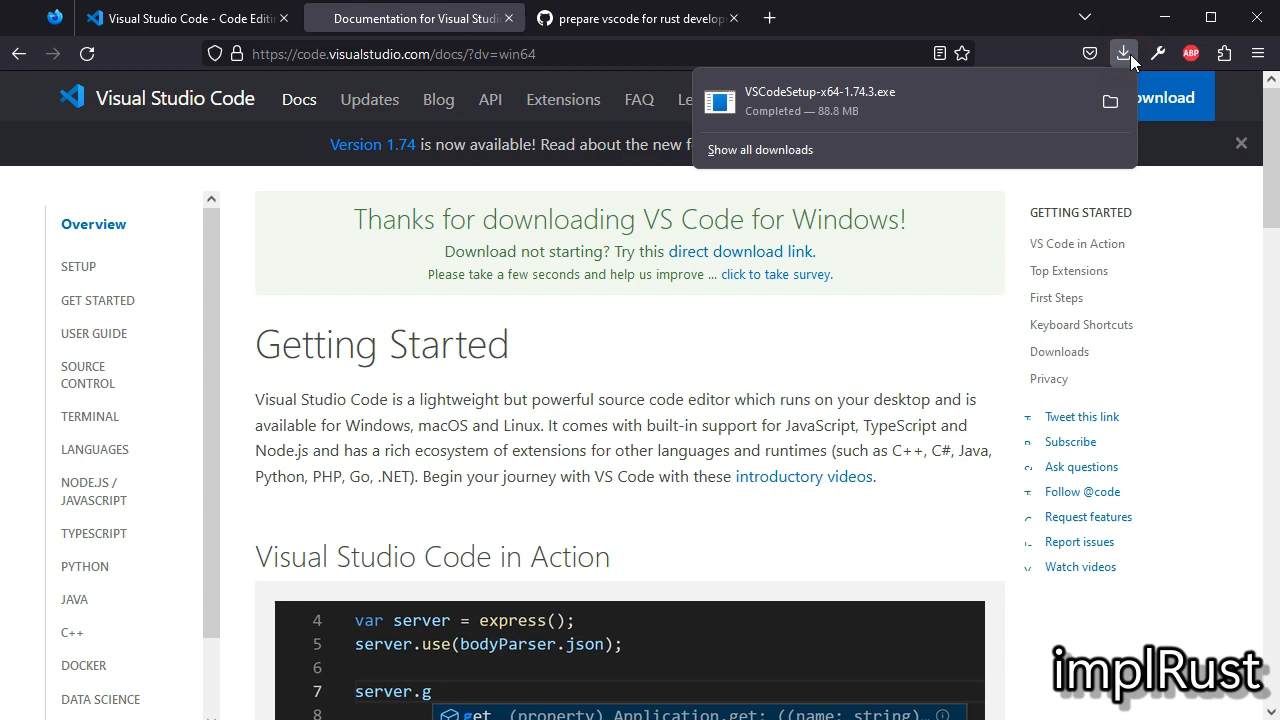 Visual Studio Code - Code Editi
Documentation for Visual Studi
prepare vscode for rust develop
https://code.visualstudio.com/docs/?dv=win64
ABP
VSCodeSetup-x64-1.74.3.exe
Completed — 88.8 MB
Show all downloads
Visual Studio Code
Docs
Updates
Blog
API
Extensions
FAQ
Le
wnload
Version 1.74 is now available! Read about the new f
Overview
SETUP
GET STARTED
USER GUIDE
SOURCE
CONTROL
TERMINAL
LANGUAGES
NODE.JS /
JAVASCRIPT
TYPESCRIPT
PYTHON
JAVA
C++
DOCKER
DATA SCIENCE
Thanks for downloading VS Code for Windows!
Download not starting? Try this direct download link.
Please take a few seconds and help us improve ... click to take survey.
Getting Started
Visual Studio Code is a lightweight but powerful source code editor which runs on your desktop and is
available for Windows, macOS and Linux. It comes with built-in support for JavaScript, TypeScript and
Node.js and has a rich ecosystem of extensions for other languages and runtimes (such as C++, C#, Java,
Python, PHP, Go, .NET). Begin your journey with VS Code with these introductory videos.
Visual Studio Code in Action
4 var server = express();
5 server.use(bodyParser.json);
6
7 server.g
8 get (property) Application.get: ((name: string)
GETTING STARTED
VS Code in Action
Top Extensions
First Steps
Keyboard Shortcuts
Downloads
Privacy
Tweet this link
Subscribe
Ask questions
Follow @code
Request features
Report issues
Watch videos
implRust